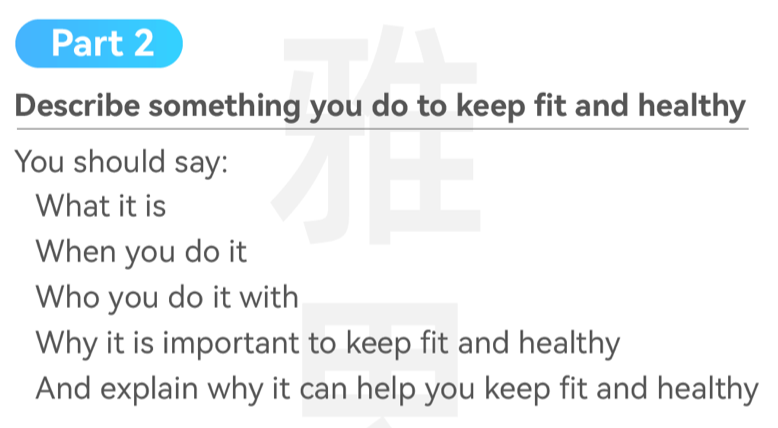 Part 2
Describe something you do to keep fit and healthy
You should say:
What it is
When you do it
Who you do it with
Why it is important to keep fit and healthy
And explain why it can help you keep fit and healthy
雅